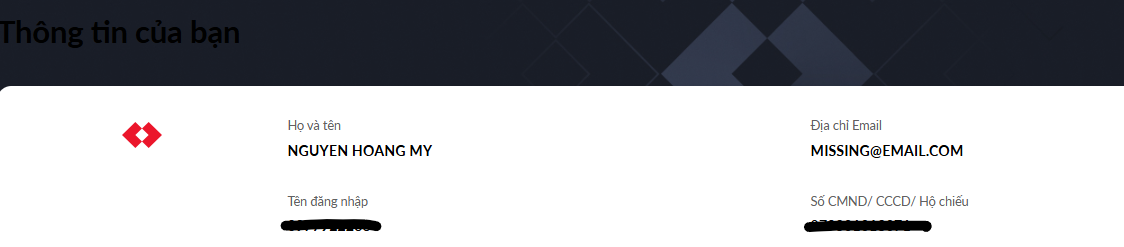 Thông tin của bạn
Họ và tên
NGUYEN HOANG MY
Địa chỉ Email
MISSING@EMAIL.COM
Tên đăng nhập
Số CMND/ CCCD/ Hộ chiếu